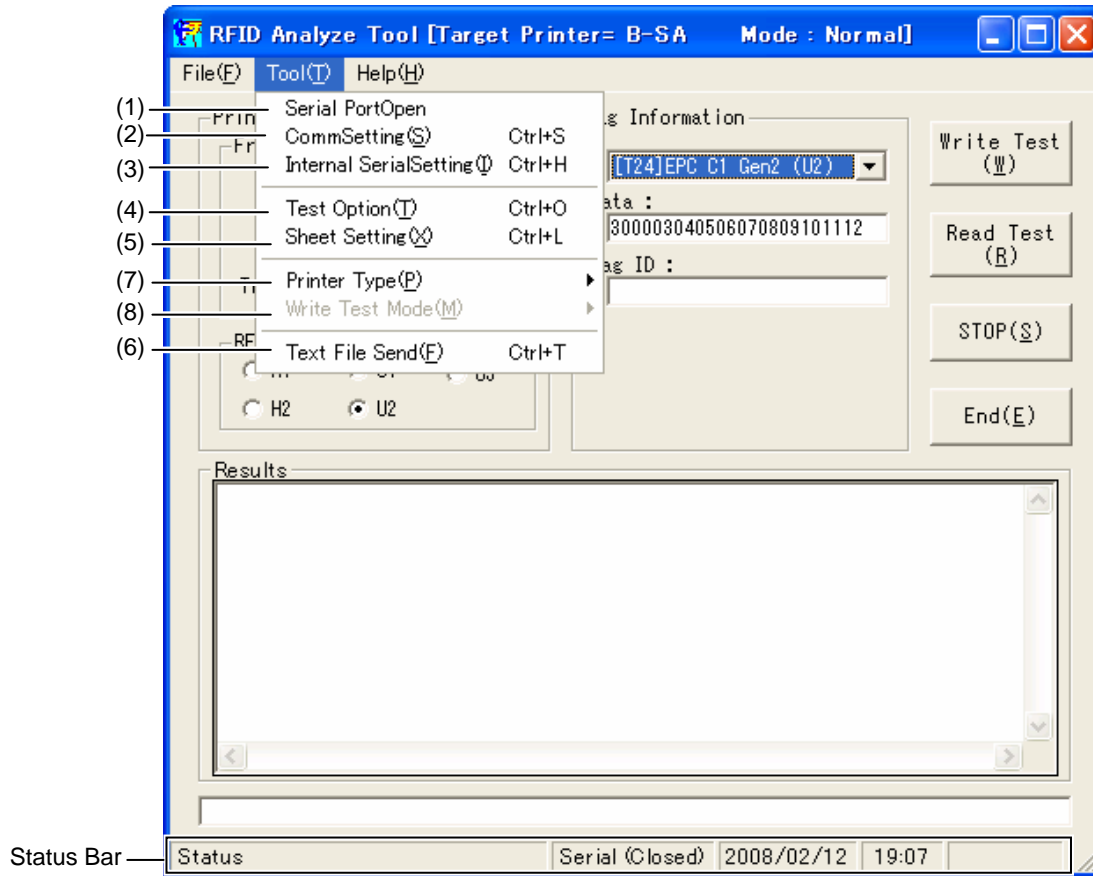 RFID Analyze Tool [Target Printer= B-SA Mode : Normal]
File(F) Tool(T) Help(H)
(1) Serial PortOpen
(2) CommSetting(S) Ctrl+S
(3) Internal SerialSetting(I) Ctrl+H
(4) Test Option(T) Ctrl+O
(5) Sheet Setting(X) Ctrl+L
(7) Printer Type(P)
(8) Write Test Mode(M)
(6) Text File Send(F) Ctrl+T
Information
[T24]EPC C1 Gen2 (U2)
300003040506070809101112
ID :
H2 U2
Write Test
(W)
Read Test
(R)
STOP(S)
End(E)
Results
Status Bar
Status Serial (Closed) 2008/02/12 19:07